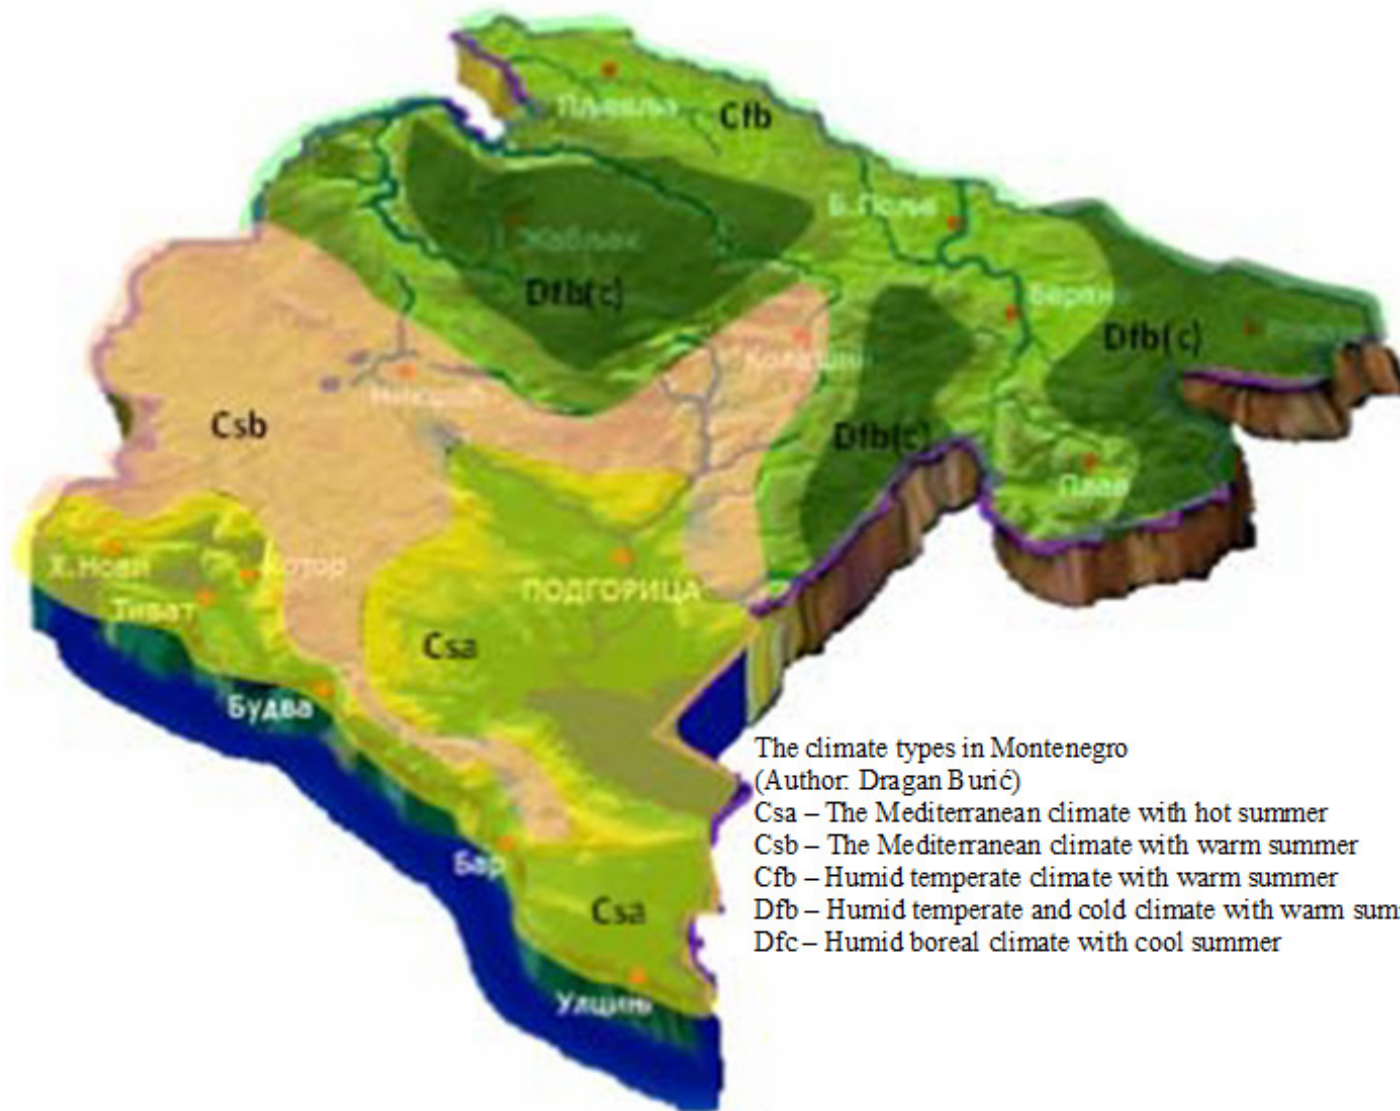 Пљевља
Cfb
Б.Поље
Жабљак
Dfb(c)
Беране
Dfb(c)
Колашин
Никшић
Csb
Dfb(c)
Плав
Х.Нови
Котор
ПОДГОРИЦА
Тиват
Csa
Будва
The climate types in Montenegro
(Author: Dragan Burić)
Csa – The Mediterranean climate with hot summer
Csb – The Mediterranean climate with warm summer
Cfb – Humid temperate climate with warm summer
Dfb – Humid temperate and cold climate with warm sum
Dfc – Humid boreal climate with cool summer
Бар
Csa
Улцињ